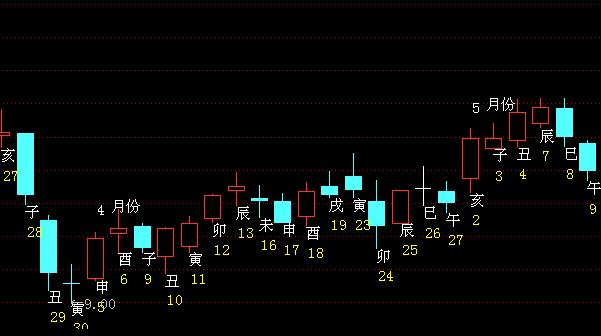 5 月份
4 月份
亥
27
子
28
丑
29
寅
30
9.00
申
5
酉
6
子
9
丑
10
寅
11
卯
12
辰
13
未
16
申
17
酉
18
戌
19
寅
23
卯
24
辰
25
巳
26
午
27
亥
2
子
3
丑
4
辰
7
巳
8
午
9